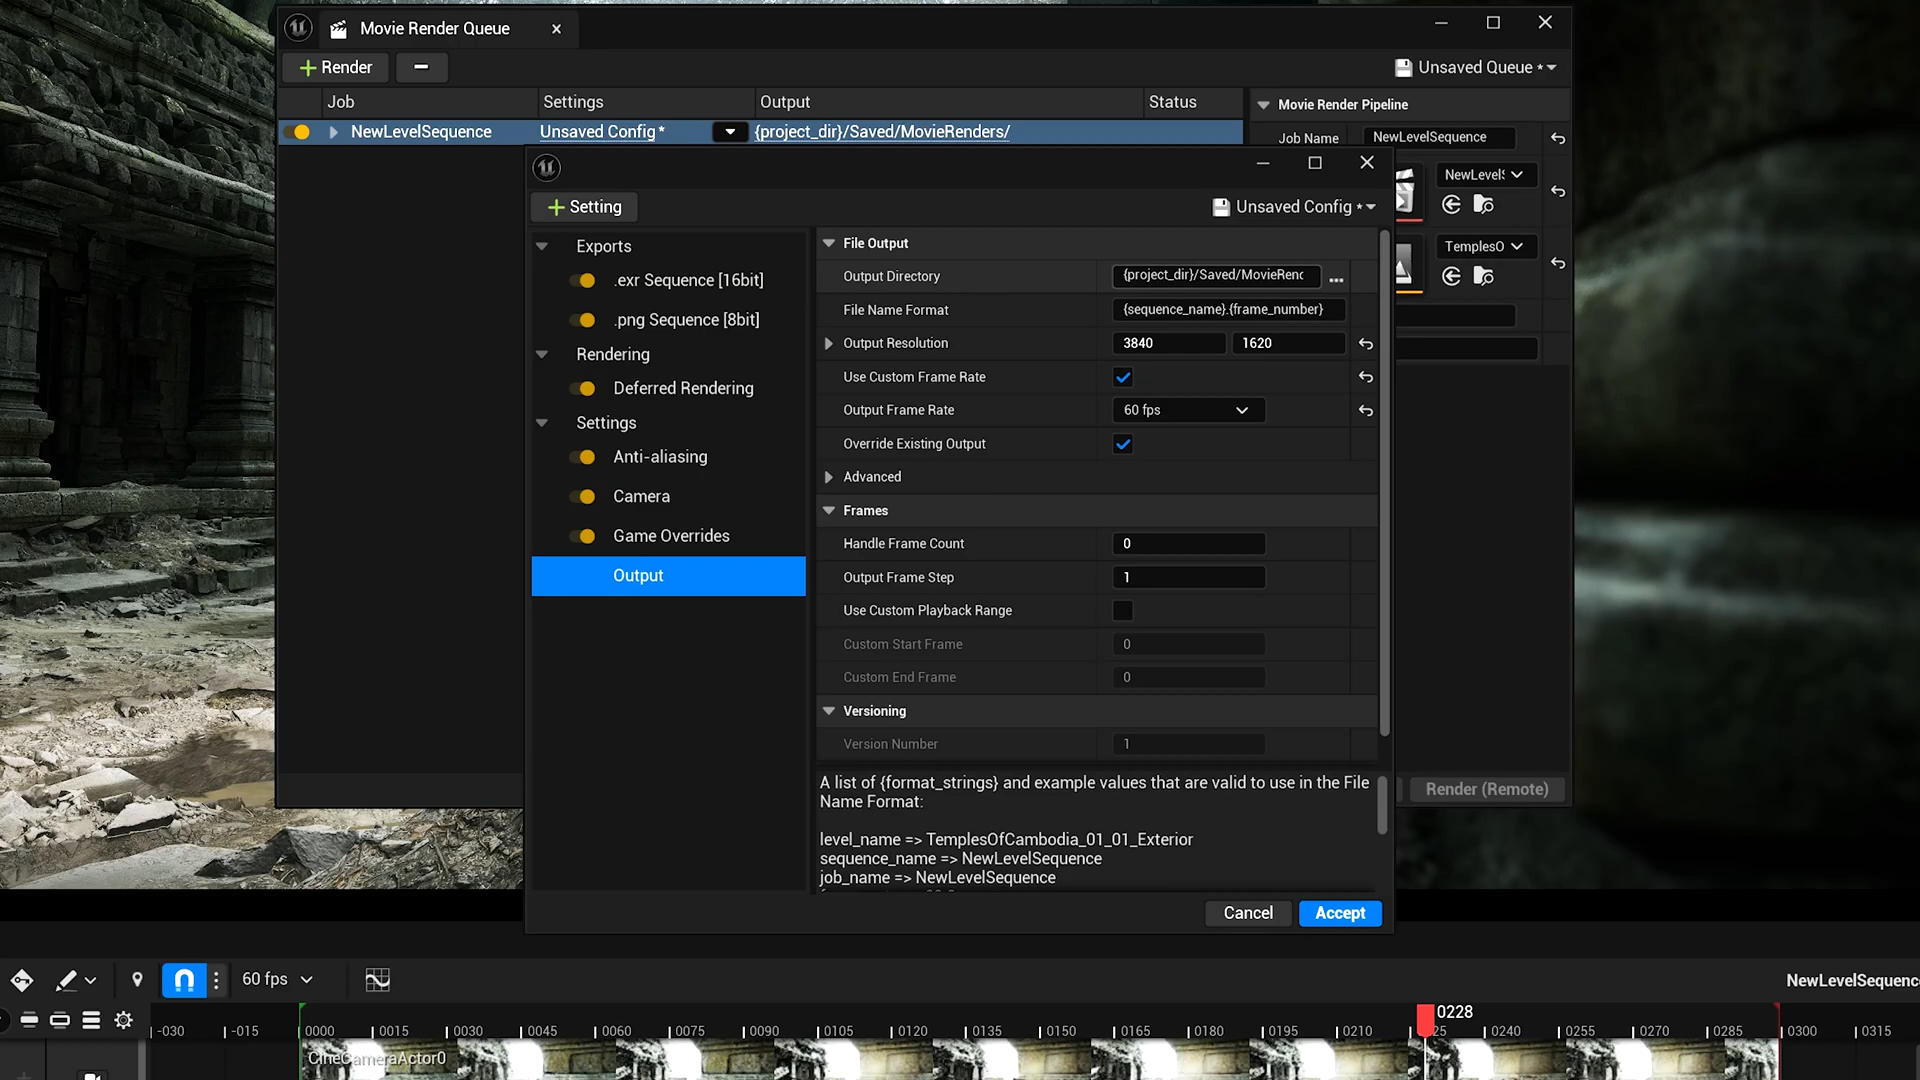 Movie Render Queue
Render
Unsaved Queue *
Job
Settings
Output
Status
Movie Render Pipeline
NewLevelSequence
Unsaved Config*
{project_dir}/Saved/MovieRenders/
Job Name
NewLevelSequence
NewLevel
Setting
Unsaved Config *
TemplesO
Exports
.exr Sequence [16bit]
.png Sequence [8bit]
Rendering
Deferred Rendering
Settings
Anti-aliasing
Camera
Game Overrides
Output
File Output
Output Directory
{project_dir}/Saved/MovieRen
...
File Name Format
{sequence_name}.{frame_number}
Output Resolution
3840
1620
Use Custom Frame Rate
Output Frame Rate
60 fps
Override Existing Output
Advanced
Frames
Handle Frame Count
0
Output Frame Step
1
Use Custom Playback Range
Custom Start Frame
0
Custom End Frame
0
Versioning
Version Number
1
A list of {format_strings} and example values that are valid to use in the File
Name Format:
level_name => TemplesOfCambodia_01_01_Exterior
sequence_name => NewLevelSequence
job_name => NewLevelSequence
Render (Remote)
Cancel
Accept
60 fps
NewLevelSequenc
0228
-030 -015 0000 0015 0030 0045 0060 0075 0090 0105 0120 0135 0150 0165 0180 0195 0210 25 0240 0255 0270 0285 0300 0315
CineCameraActor0